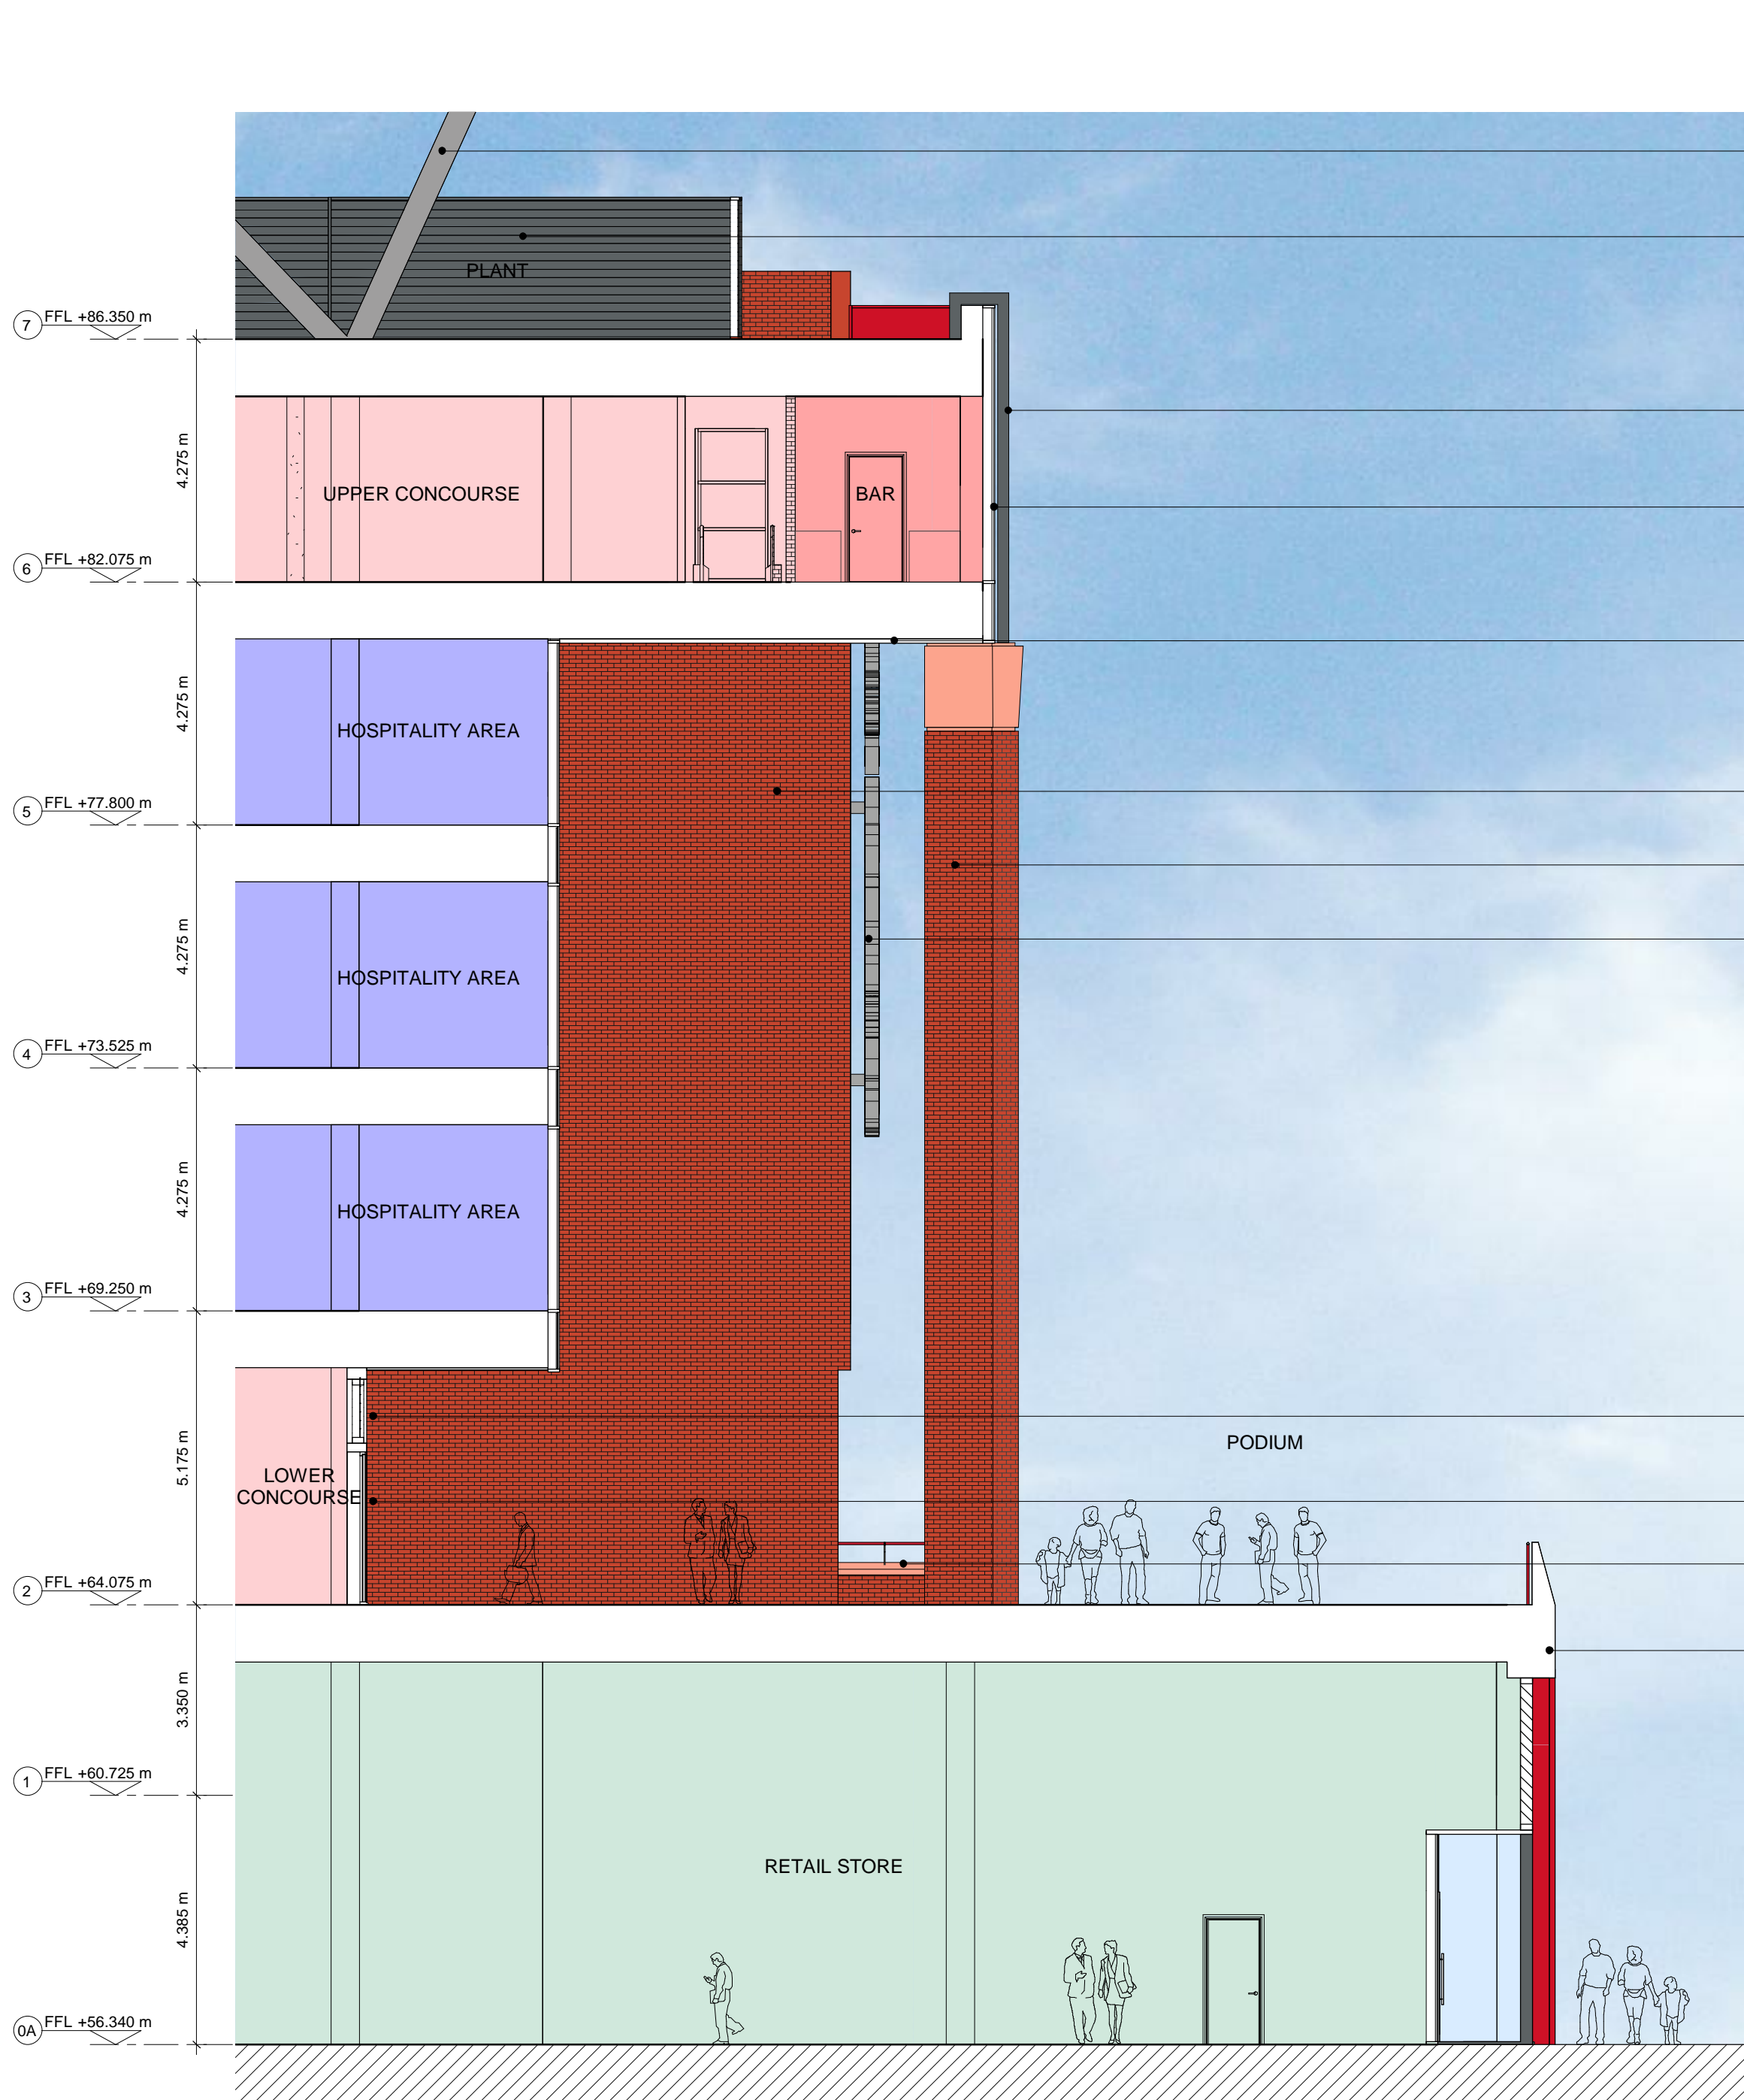 PLANT
7
FFL +86.350 m
4.275 m
UPPER CONCOURSE
BAR
6
FFL +82.075 m
4.275 m
HOSPITALITY AREA
5
FFL +77.800 m
4.275 m
HOSPITALITY AREA
4
FFL +73.525 m
4.275 m
HOSPITALITY AREA
3
FFL +69.250 m
5.175 m
PODIUM
LOWER
CONCOURSE
2
FFL +64.075 m
3.350 m
1
FFL +60.725 m
RETAIL STORE
4.385 m
0A
FFL +56.340 m